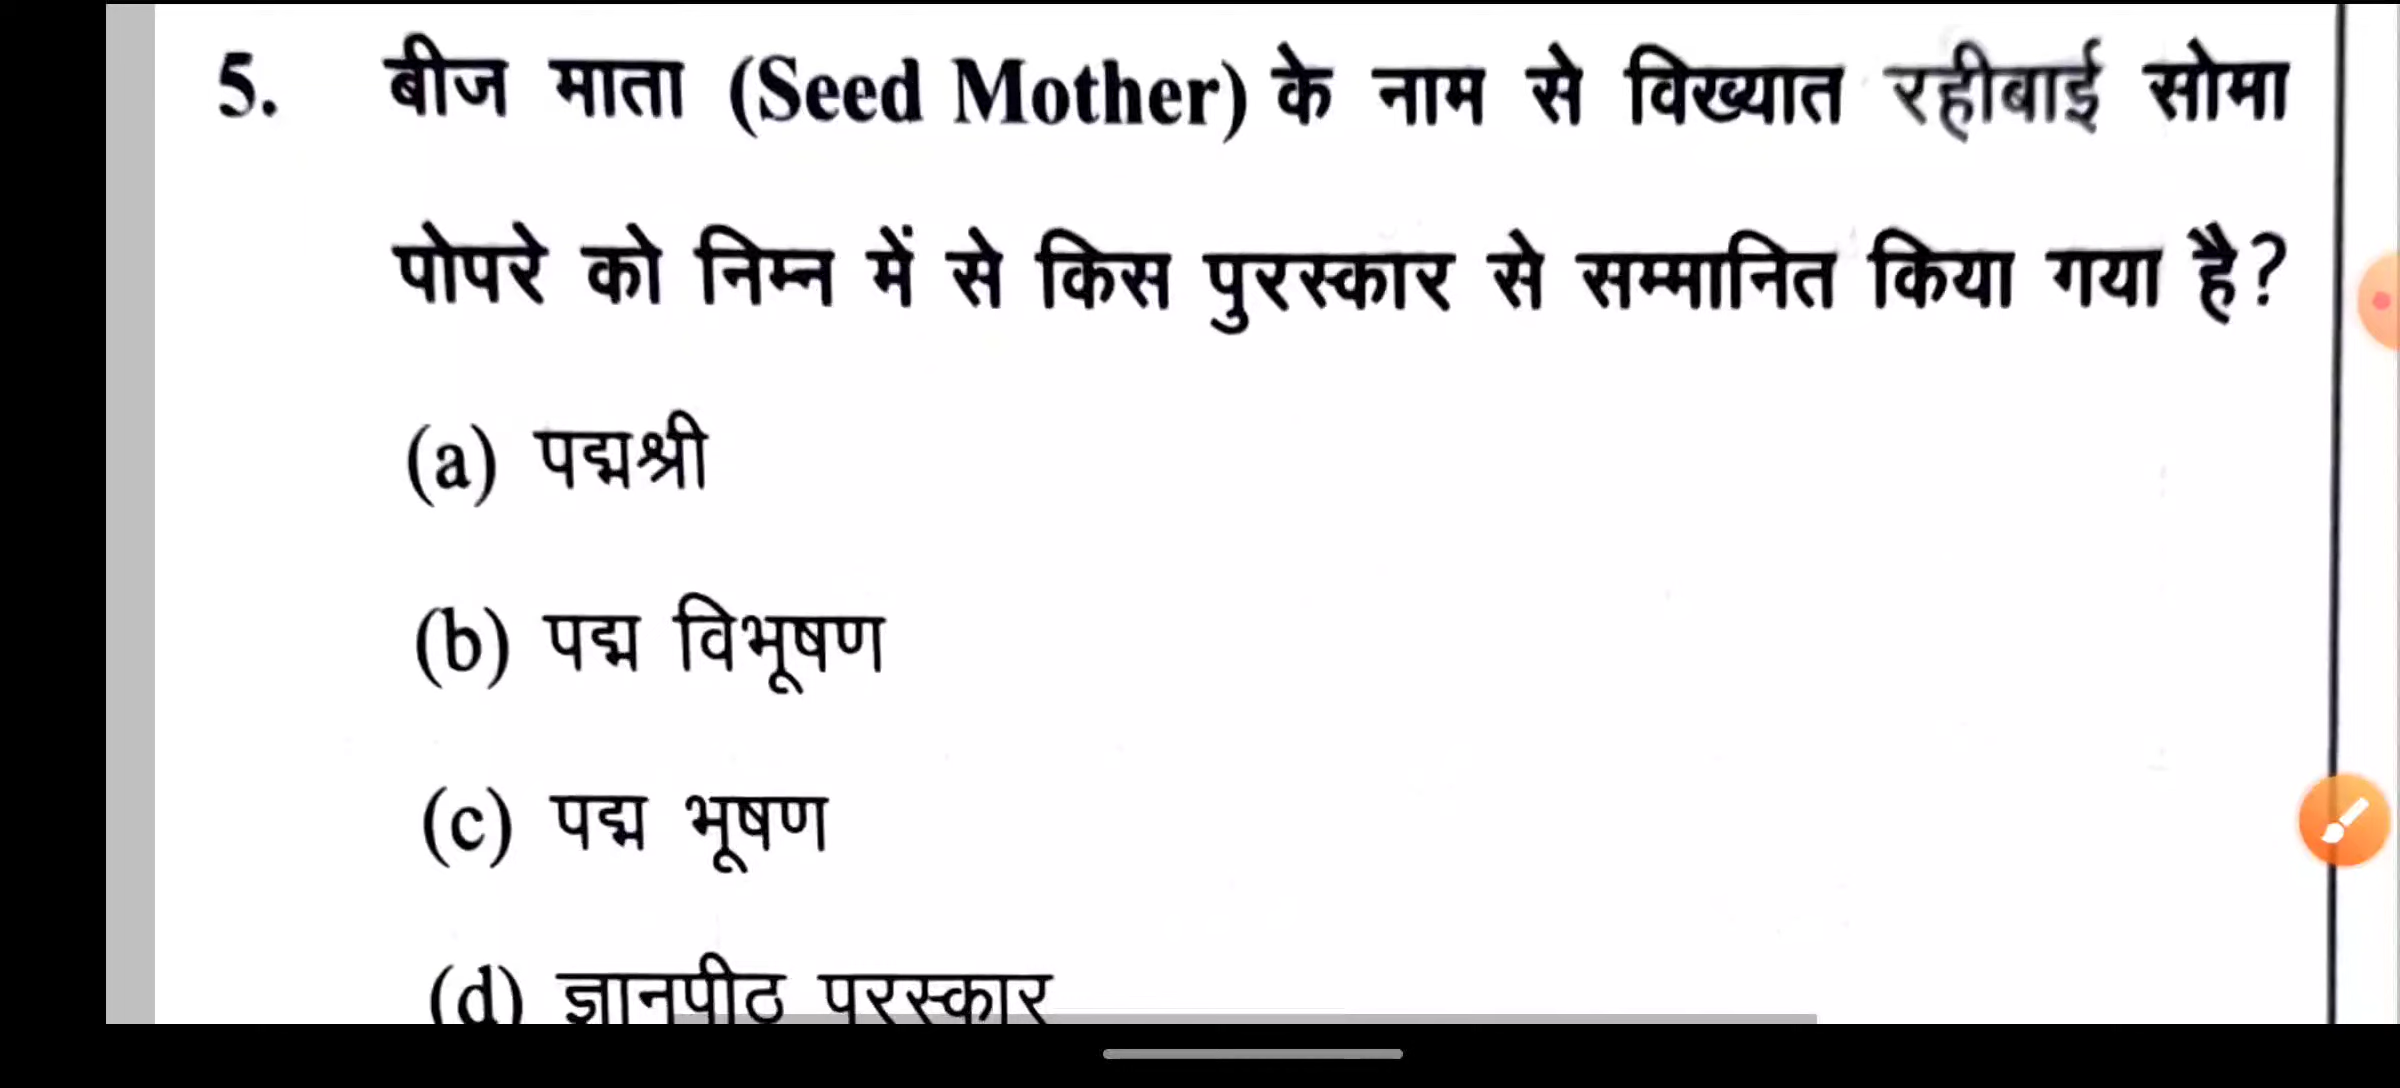 5. बीज माता (Seed Mother) के नाम से विख्यात रहीबाई सोमा
पोपरे को निम्न में से किस पुरस्कार से सम्मानित किया गया है?
(a) पद्मश्री
(b) पद्म विभूषण
(c) पद्म भूषण
(d) ज्ञानपीठ पुरस्कार